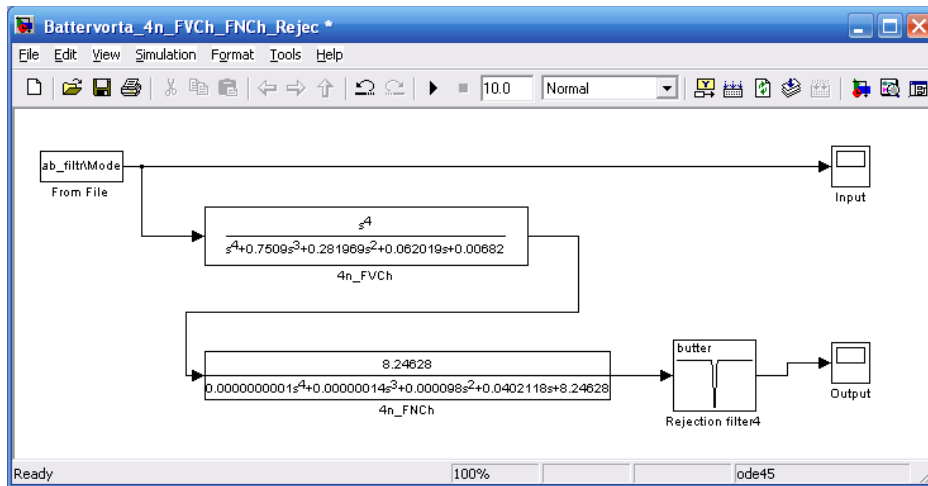 Battervorta_4n_FVCh_FNCh_Rejec *
File Edit View Simulation Format Tools Help
10.0 Normal
ab_filtr\Mode
From File
Input
s4
s4+0.7509s3+0.281969s2+0.062019s+0.00682
4n_FVCh
8.24628
0.0000000001s4+0.00000014s3+0.000098s2+0.0402118s+8.24628
4n_FNCh
butter
Rejection filter4
Output
Ready 100% ode45